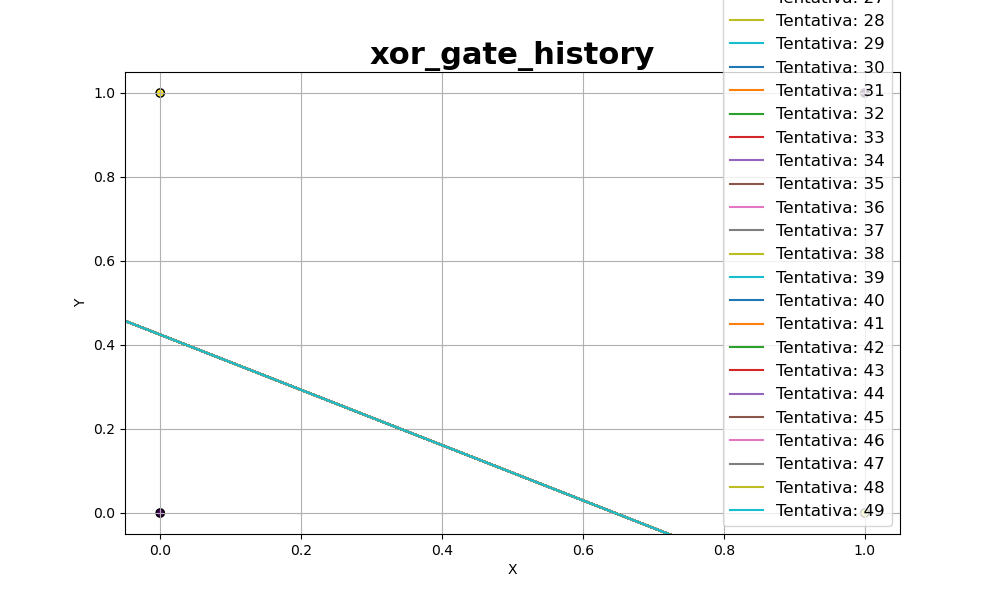 xor_gate_history
Tentativa: 27
Tentativa: 28
Tentativa: 29
Tentativa: 30
Tentativa: 31
Tentativa: 32
Tentativa: 33
Tentativa: 34
Tentativa: 35
Tentativa: 36
Tentativa: 37
Tentativa: 38
Tentativa: 39
Tentativa: 40
Tentativa: 41
Tentativa: 42
Tentativa: 43
Tentativa: 44
Tentativa: 45
Tentativa: 46
Tentativa: 47
Tentativa: 48
Tentativa: 49
1.0
0.8
0.6
0.4
0.2
0.0
Y
0.0 0.2 0.4 0.6 0.8 1.0
X